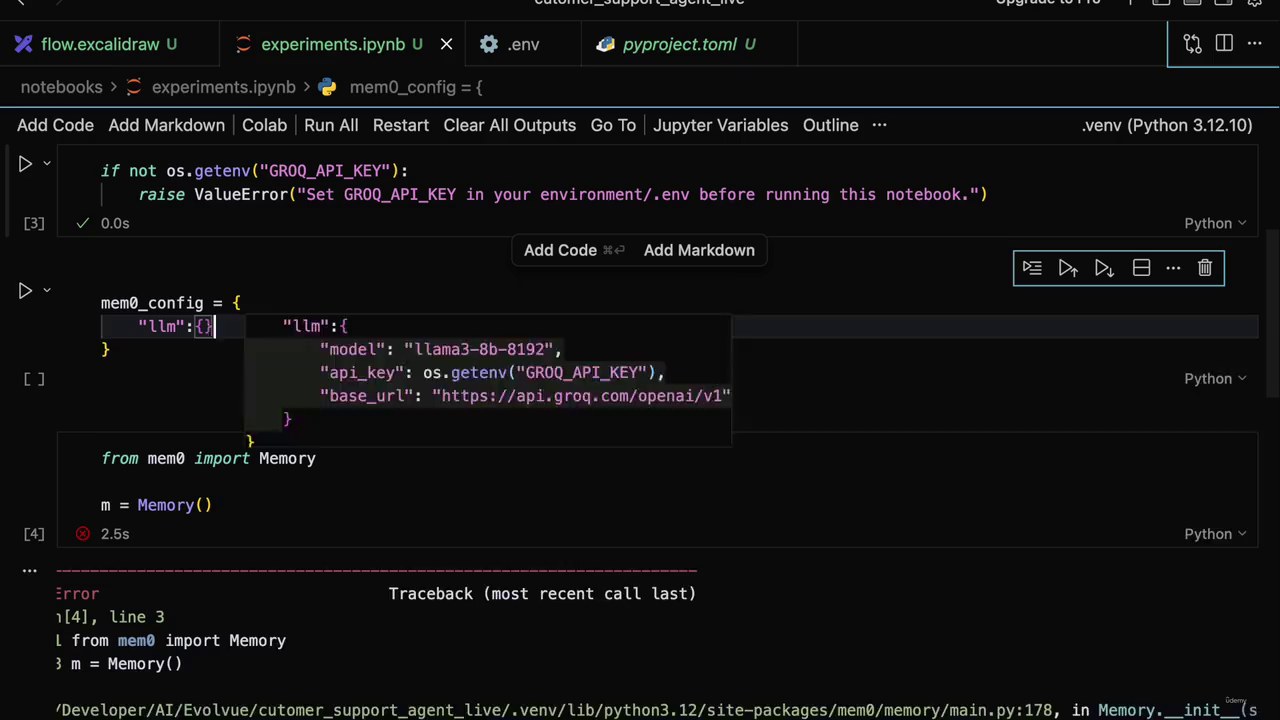 cutomer_support_agent_live
flow.excalidraw U experiments.ipynb U .env pyproject.toml U
notebooks > experiments.ipynb > mem0_config = {
Add Code Add Markdown Colab Run All Restart Clear All Outputs Go To Jupyter Variables Outline ... .venv (Python 3.12.10)
if not os.getenv("GROQ_API_KEY"):
raise ValueError("Set GROQ_API_KEY in your environment/.env before running this notebook.")
[3] 0.0s Python
Add Code ⌘⏎ Add Markdown
mem0_config = {
"llm":{} "llm":{
} "model": "llama3-8b-8192",
"api_key": os.getenv("GROQ_API_KEY"),
[ ] Python
"base_url": "https://api.groq.com/openai/v1"
}
}
from mem0 import Memory
m = Memory()
[4] 2.5s Python
... Error Traceback (most recent call last)
[4], line 3
1 from mem0 import Memory
3 m = Memory()
/Developer/AI/Evolvue/cutomer_support_agent_live/.venv/lib/python3.12/site-packages/mem0/memory/main.py:178, in Memory.__init__(s
ûdemy